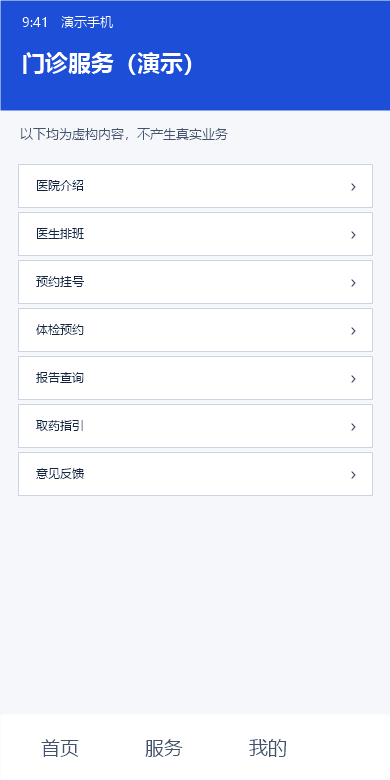 9:41 演示手机
门诊服务（演示）
以下均为虚构内容，不产生真实业务
医院介绍 ›
医生排班 ›
预约挂号 ›
体检预约 ›
报告查询 ›
取药指引 ›
意见反馈 ›
首页 服务 我的